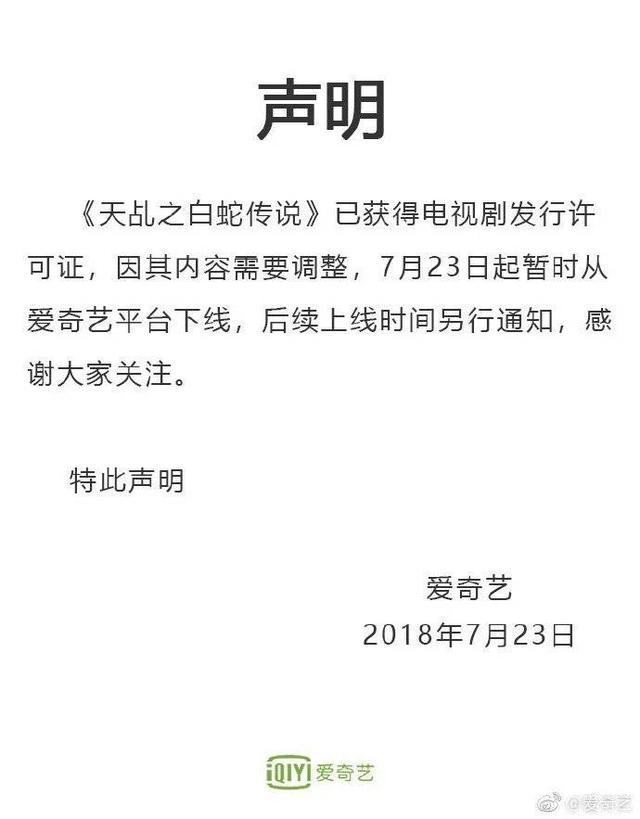 声明
《天乩之白蛇传说》已获得电视剧发行许
可证，因其内容需要调整，7月23日起暂时从
爱奇艺平台下线，后续上线时间另行通知，感
谢大家关注。
特此声明
爱奇艺
2018年7月23日
iQIYI 爱奇艺
@爱奇艺